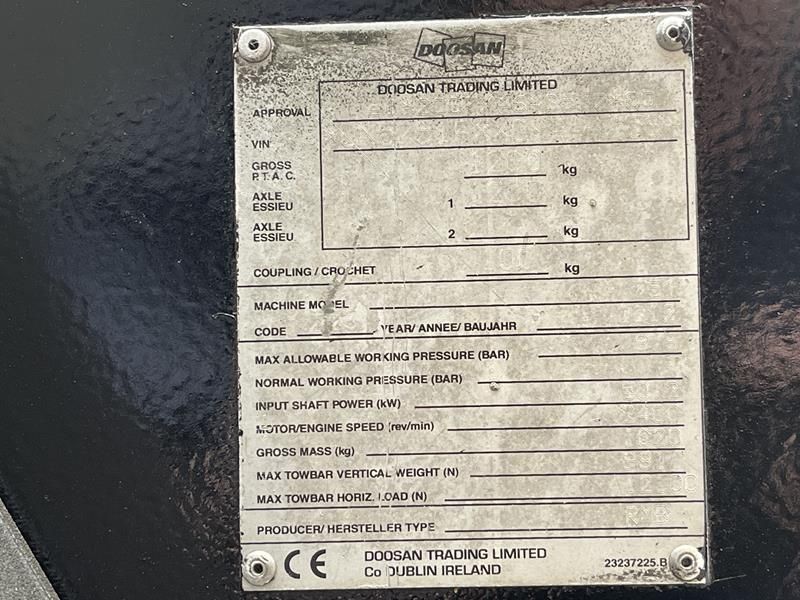 DOOSAN
DOOSAN TRADING LIMITED
APPROVAL
VIN
GROSS
P.T.A.C. kg
AXLE
ESSIEU 1 kg
AXLE
ESSIEU 2 kg
COUPLING / CROCHET kg
MACHINE MODEL
CODE YEAR/ ANNEE/ BAUJAHR
MAX ALLOWABLE WORKING PRESSURE (BAR)
NORMAL WORKING PRESSURE (BAR)
INPUT SHAFT POWER (kW)
MOTOR/ENGINE SPEED (rev/min)
GROSS MASS (kg)
MAX TOWBAR VERTICAL WEIGHT (N)
MAX TOWBAR HORIZ. LOAD (N)
PRODUCER/ HERSTELLER TYPE
CE DOOSAN TRADING LIMITED
Co DUBLIN IRELAND 23237225.B